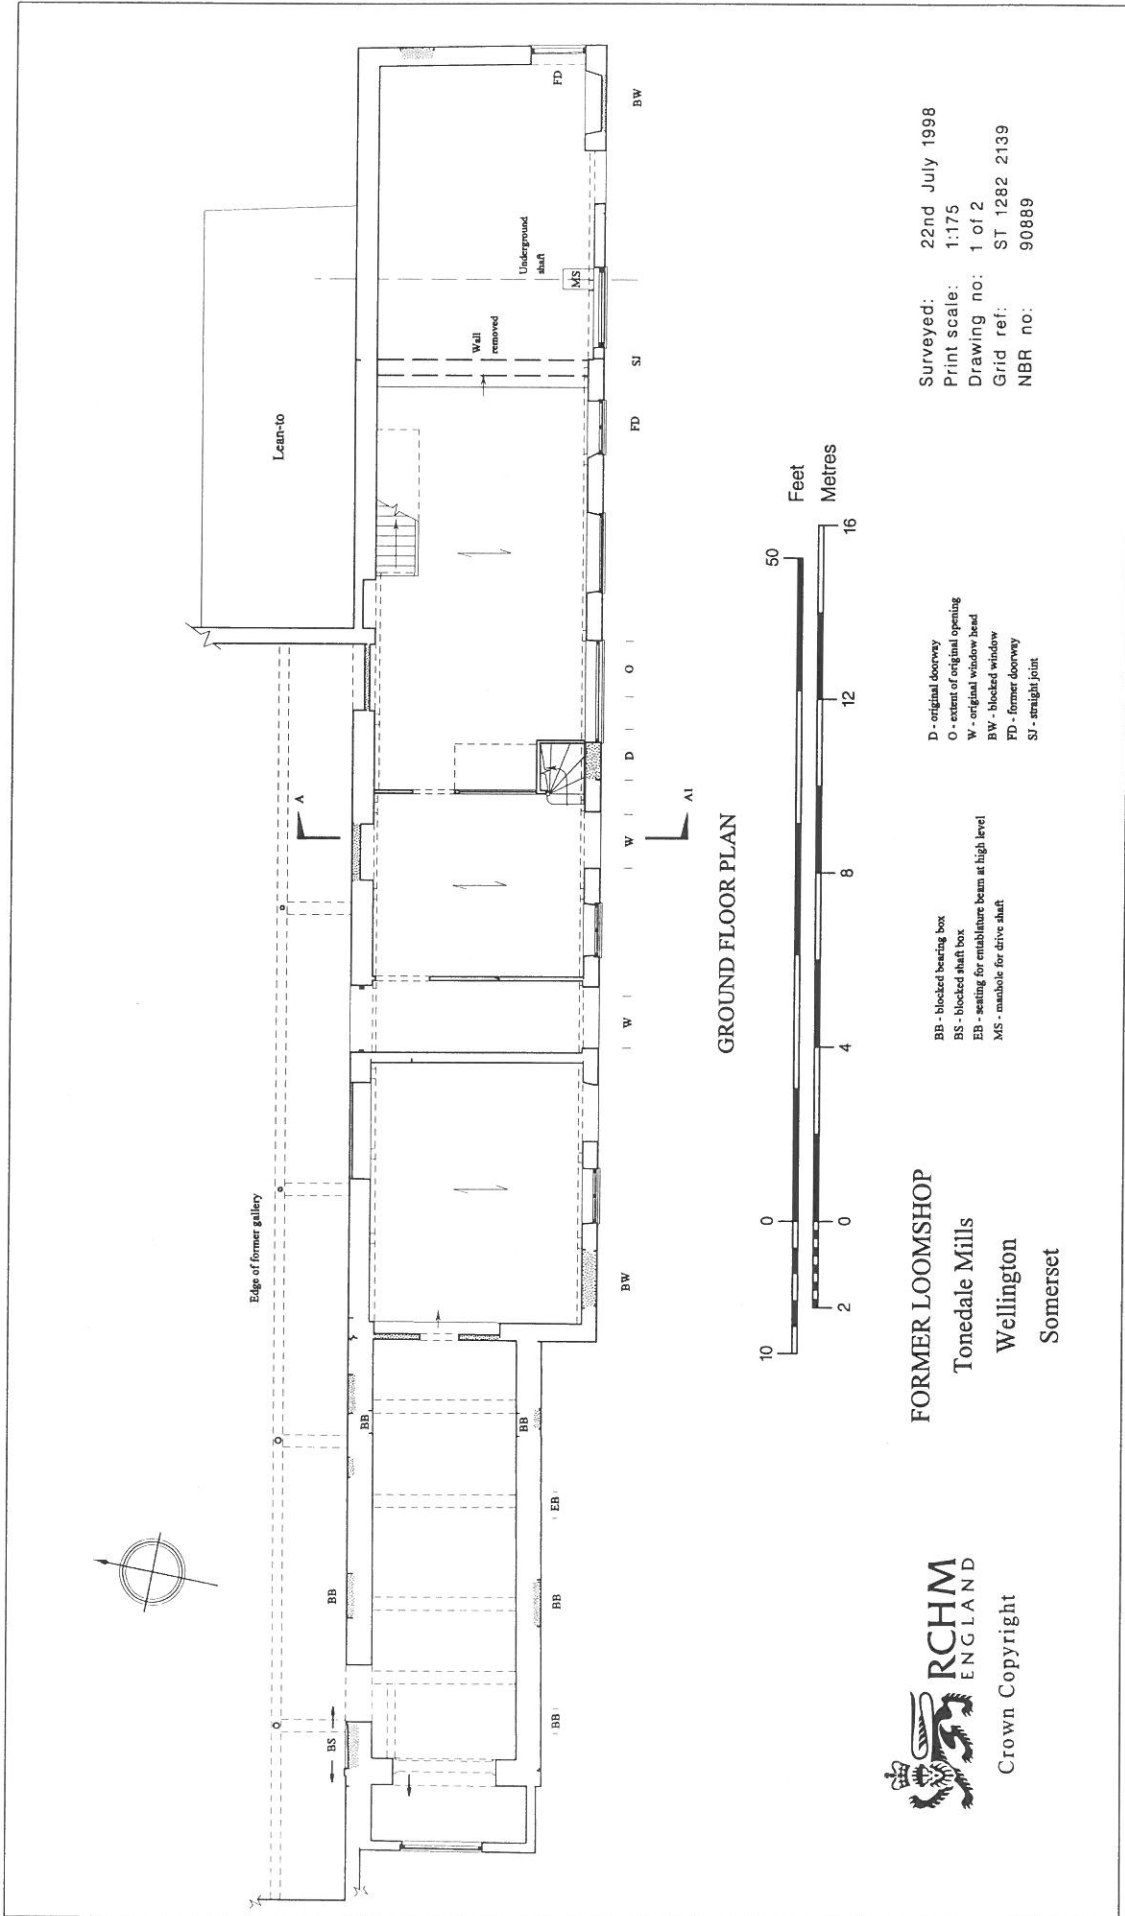 Lean-to
Edge of former gallery
Underground
shaft
MS
Wall
removed
FD
BW
SJ
FD
O
D
W
W
BW
A
A1
BB
BB
EB
BB
BB
BB
BS
GROUND FLOOR PLAN
10
0
50
Feet
2
0
4
8
12
16
Metres
FORMER LOOMSHOP
Tonedale Mills
Wellington
Somerset
BB - blocked bearing box
BS - blocked shaft box
EB - seating for entablature beam at high level
MS - manhole for drive shaft
D - original doorway
O - extent of original opening
W - original window head
BW - blocked window
FD - former doorway
SJ - straight joint
Surveyed: 22nd July 1998
Print scale: 1:175
Drawing no: 1 of 2
Grid ref: ST 1282 2139
NBR no: 90889
RCHM
ENGLAND
Crown Copyright